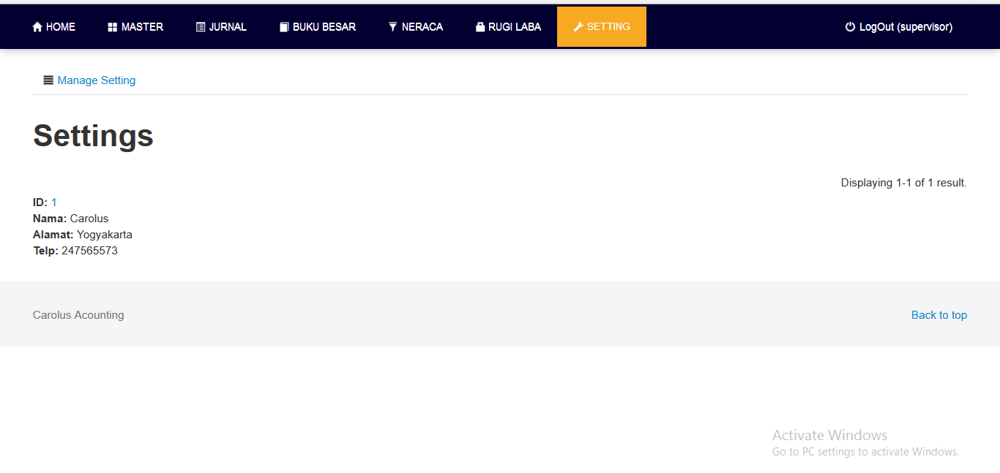 HOME MASTER JURNAL BUKU BESAR NERACA RUGI LABA SETTING LogOut (supervisor)
Manage Setting
Settings
Displaying 1-1 of 1 result.
ID: 1
Nama: Carolus
Alamat: Yogyakarta
Telp: 247565573
Carolus Acounting Back to top
Activate Windows
Go to PC settings to activate Windows.